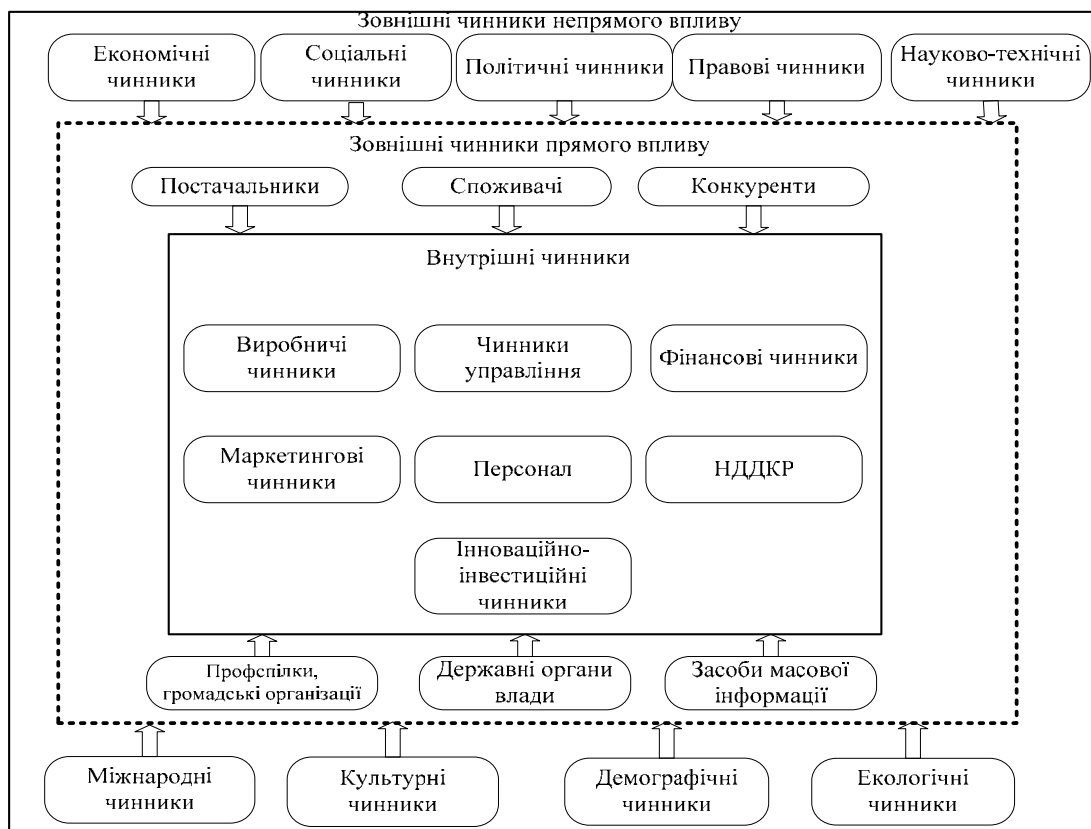 Зовнішні чинники непрямого впливу
Економічні
чинники
Соціальні
чинники
Політичні чинники
Правові чинники
Науково-технічні
чинники
Зовнішні чинники прямого впливу
Постачальники
Споживачі
Конкуренти
Внутрішні чинники
Виробничі
чинники
Чинники
управління
Фінансові чинники
Маркетингові
чинники
Персонал
НДДКР
Інноваційно-
інвестиційні
чинники
Профспілки,
громадські організації
Державні органи
влади
Засоби масової
інформації
Міжнародні
чинники
Культурні
чинники
Демографічні
чинники
Екологічні
чинники